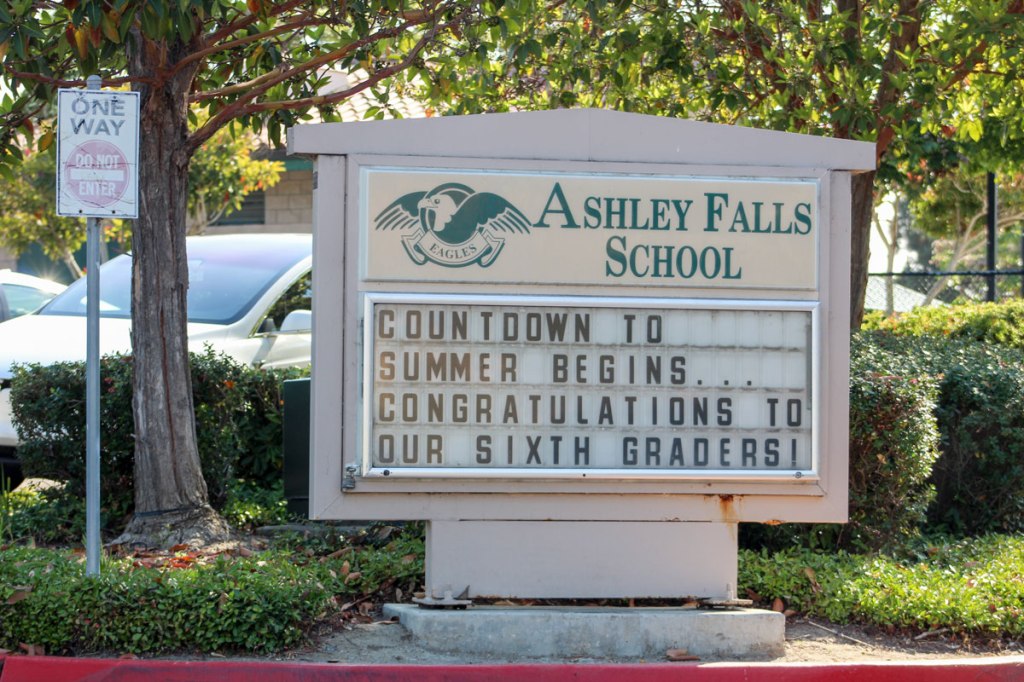 ONE
WAY
DO NOT
ENTER
EAGLES
ASHLEY FALLS
SCHOOL
COUNTDOWN TO
SUMMER BEGINS...
CONGRATULATIONS TO
OUR SIXTH GRADERS!